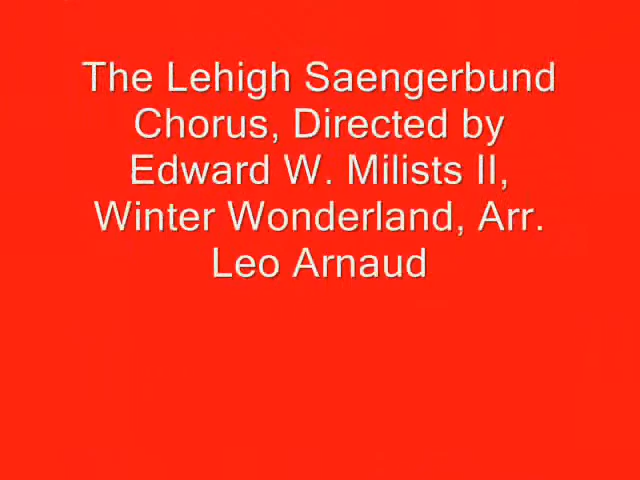 The Lehigh Saengerbund
Chorus, Directed by
Edward W. Milists II,
Winter Wonderland, Arr.
Leo Arnaud